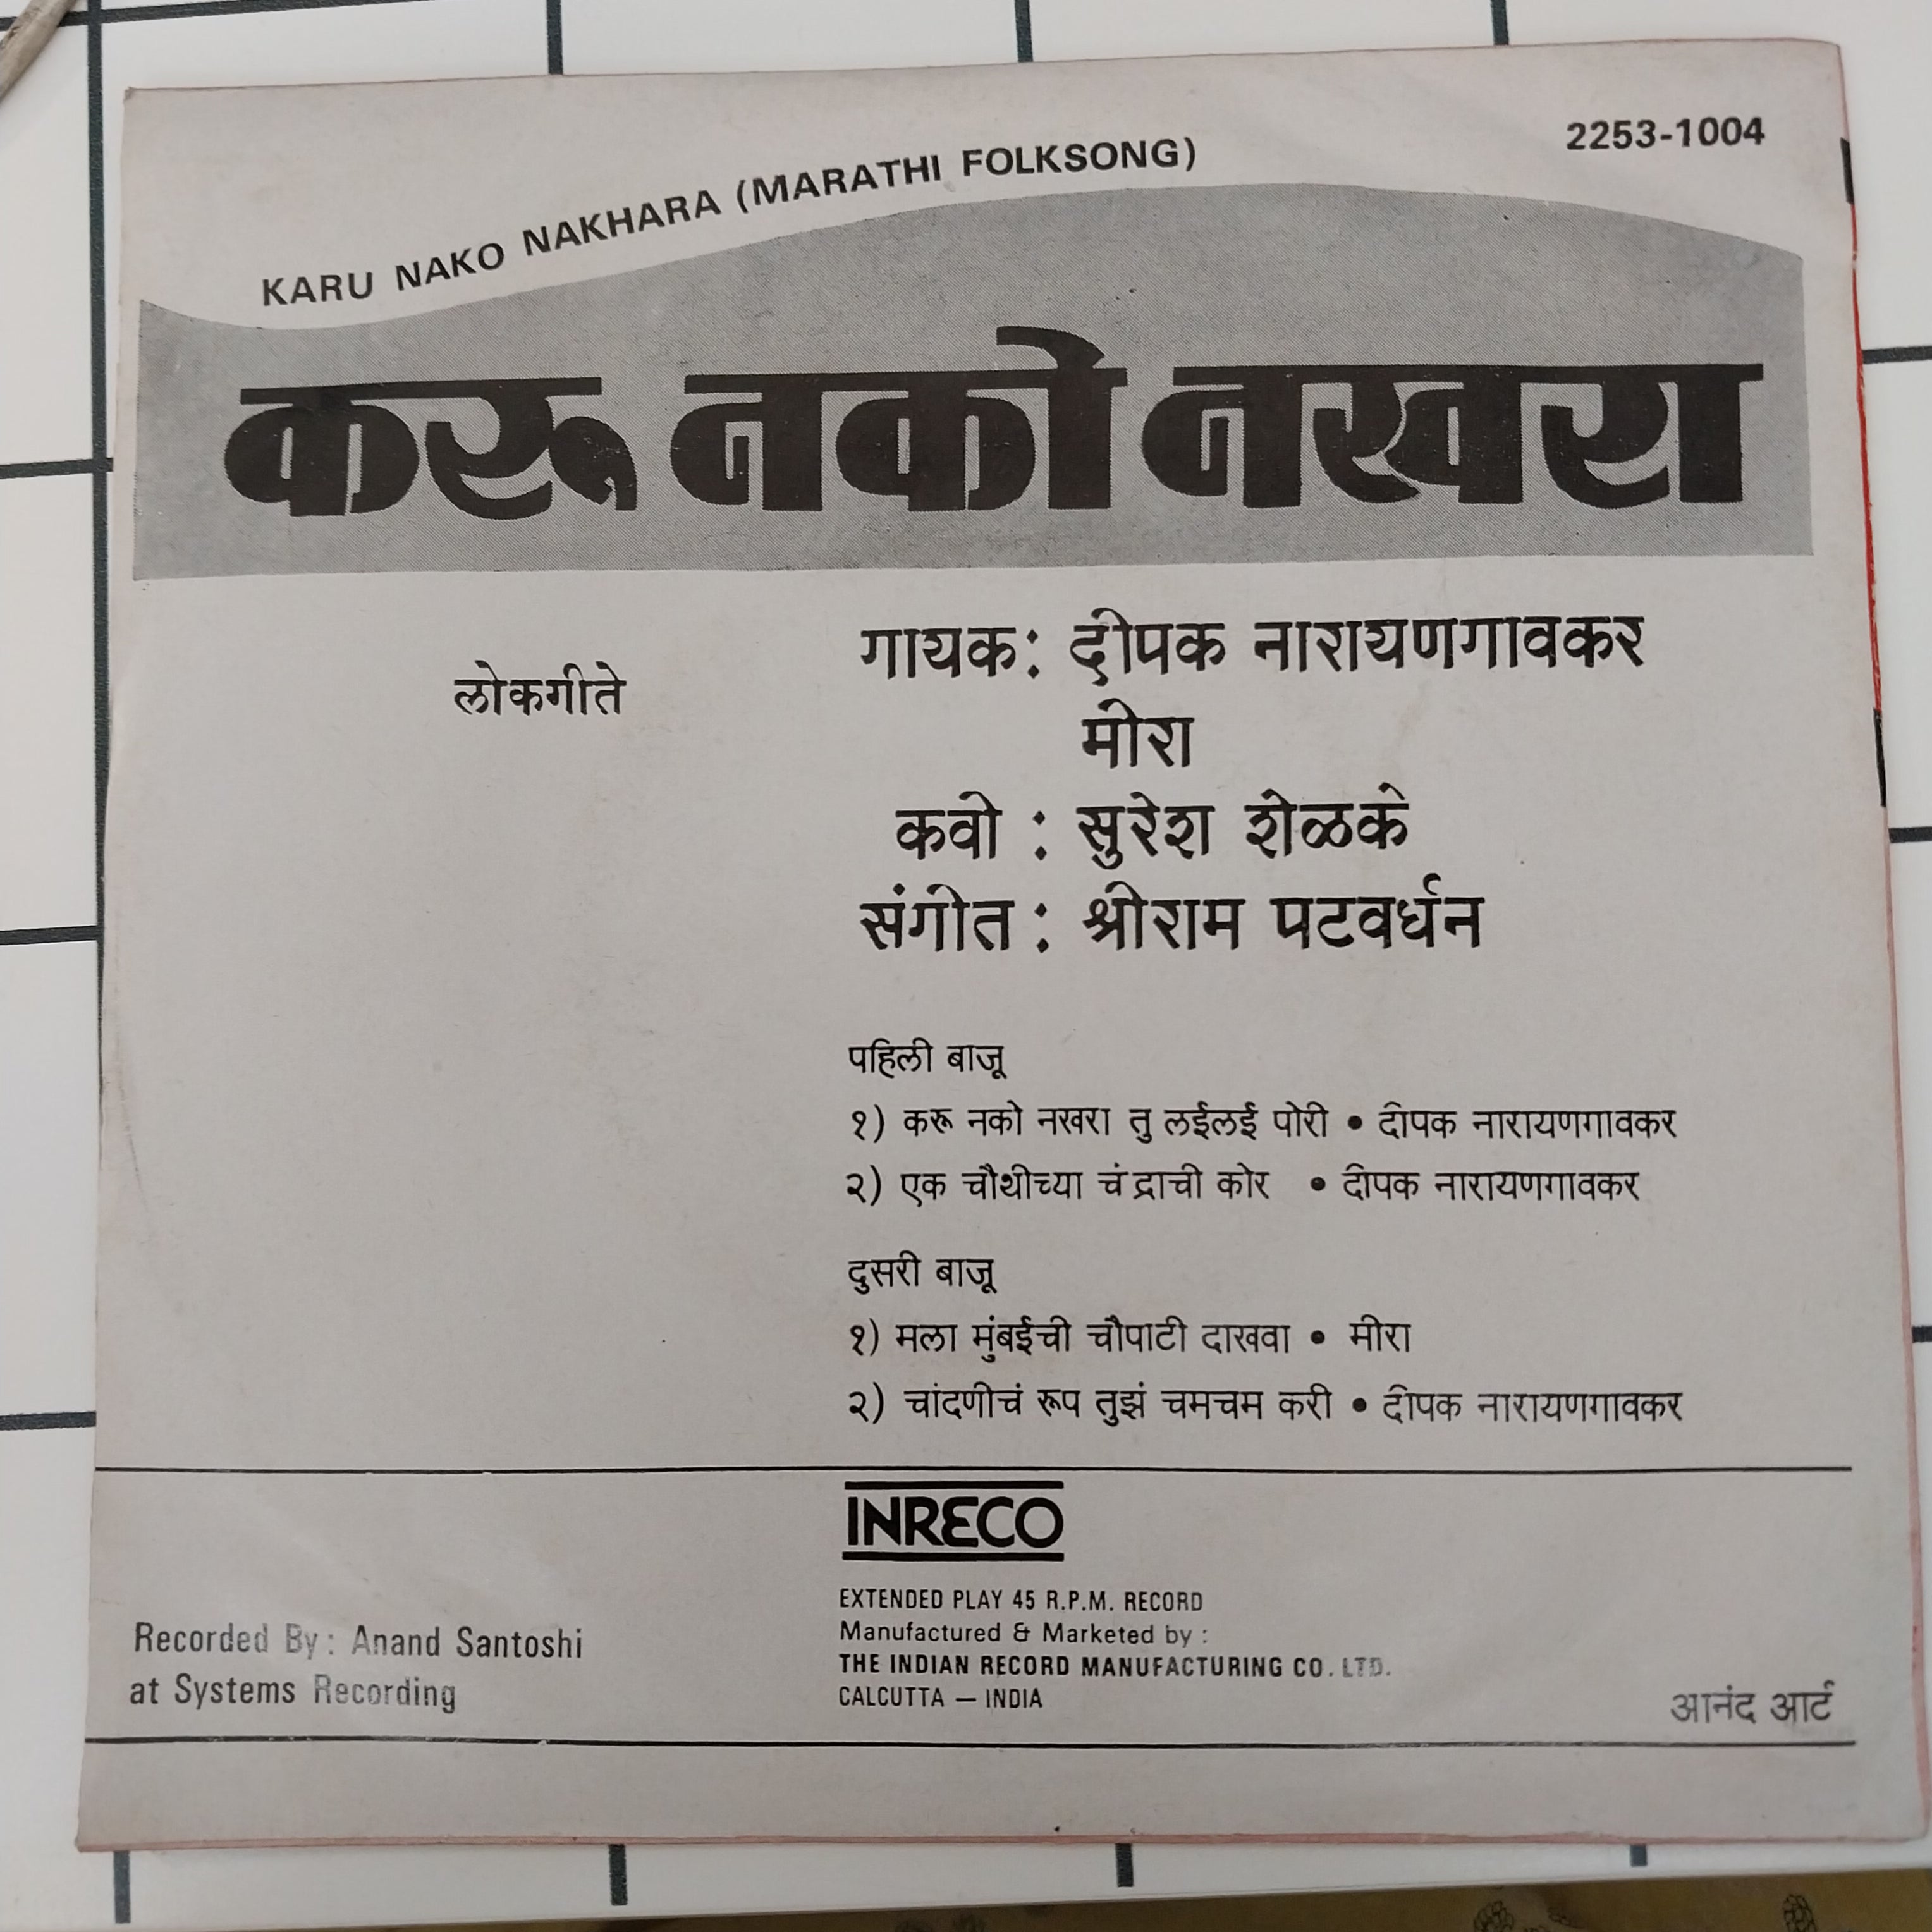 2253-1004
KARU NAKO NAKHARA (MARATHI FOLKSONG)
करू नको नखरा
लोकगीते
गायक: दीपक नारायणगावकर
मीरा
कवी : सुरेश शेळके
संगीत : श्रीराम पटवर्धन
पहिली बाजू
१) करू नको नखरा तु लईलई पोरी • दीपक नारायणगावकर
२) एक चौथीच्या चंद्राची कोर • दीपक नारायणगावकर
दुसरी बाजू
१) मला मुंबईची चौपाटी दाखवा • मीरा
२) चांदणीचं रूप तुझं चमचम करी • दीपक नारायणगावकर
INRECO
EXTENDED PLAY 45 R.P.M. RECORD
Manufactured & Marketed by :
THE INDIAN RECORD MANUFACTURING CO. LTD.
CALCUTTA — INDIA
Recorded By : Anand Santoshi
at Systems Recording
आनंद आर्ट